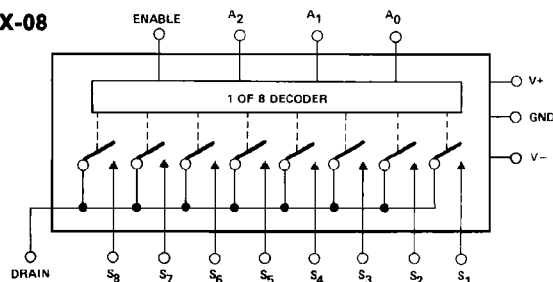 X-08
ENABLE A2 A1 A0
1 OF 8 DECODER
V+
GND
V−
DRAIN S8 S7 S6 S5 S4 S3 S2 S1